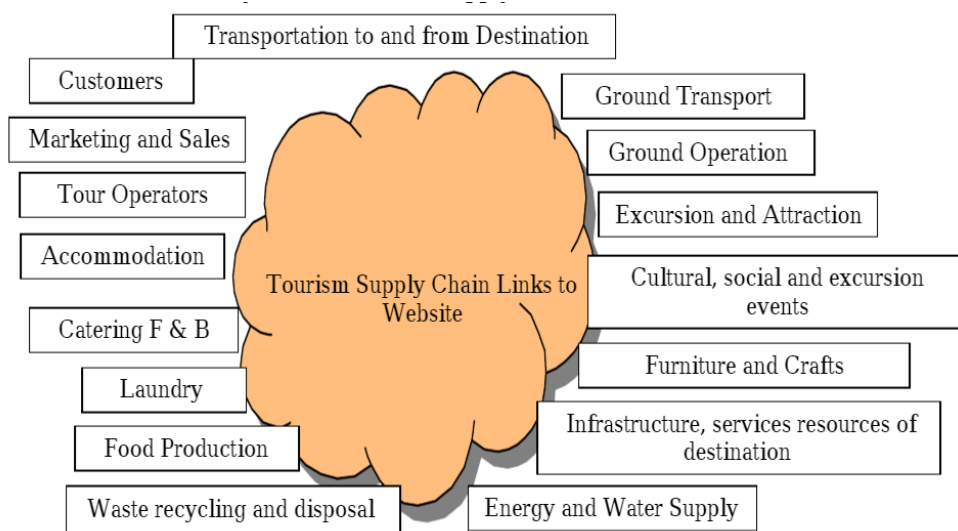 Transportation to and from Destination
Customers
Ground Transport
Marketing and Sales
Ground Operation
Tour Operators
Excursion and Attraction
Accommodation
Cultural, social and excursion
events
Tourism Supply Chain Links to
Website
Catering F & B
Furniture and Crafts
Laundry
Infrastructure, services resources of
destination
Food Production
Waste recycling and disposal
Energy and Water Supply